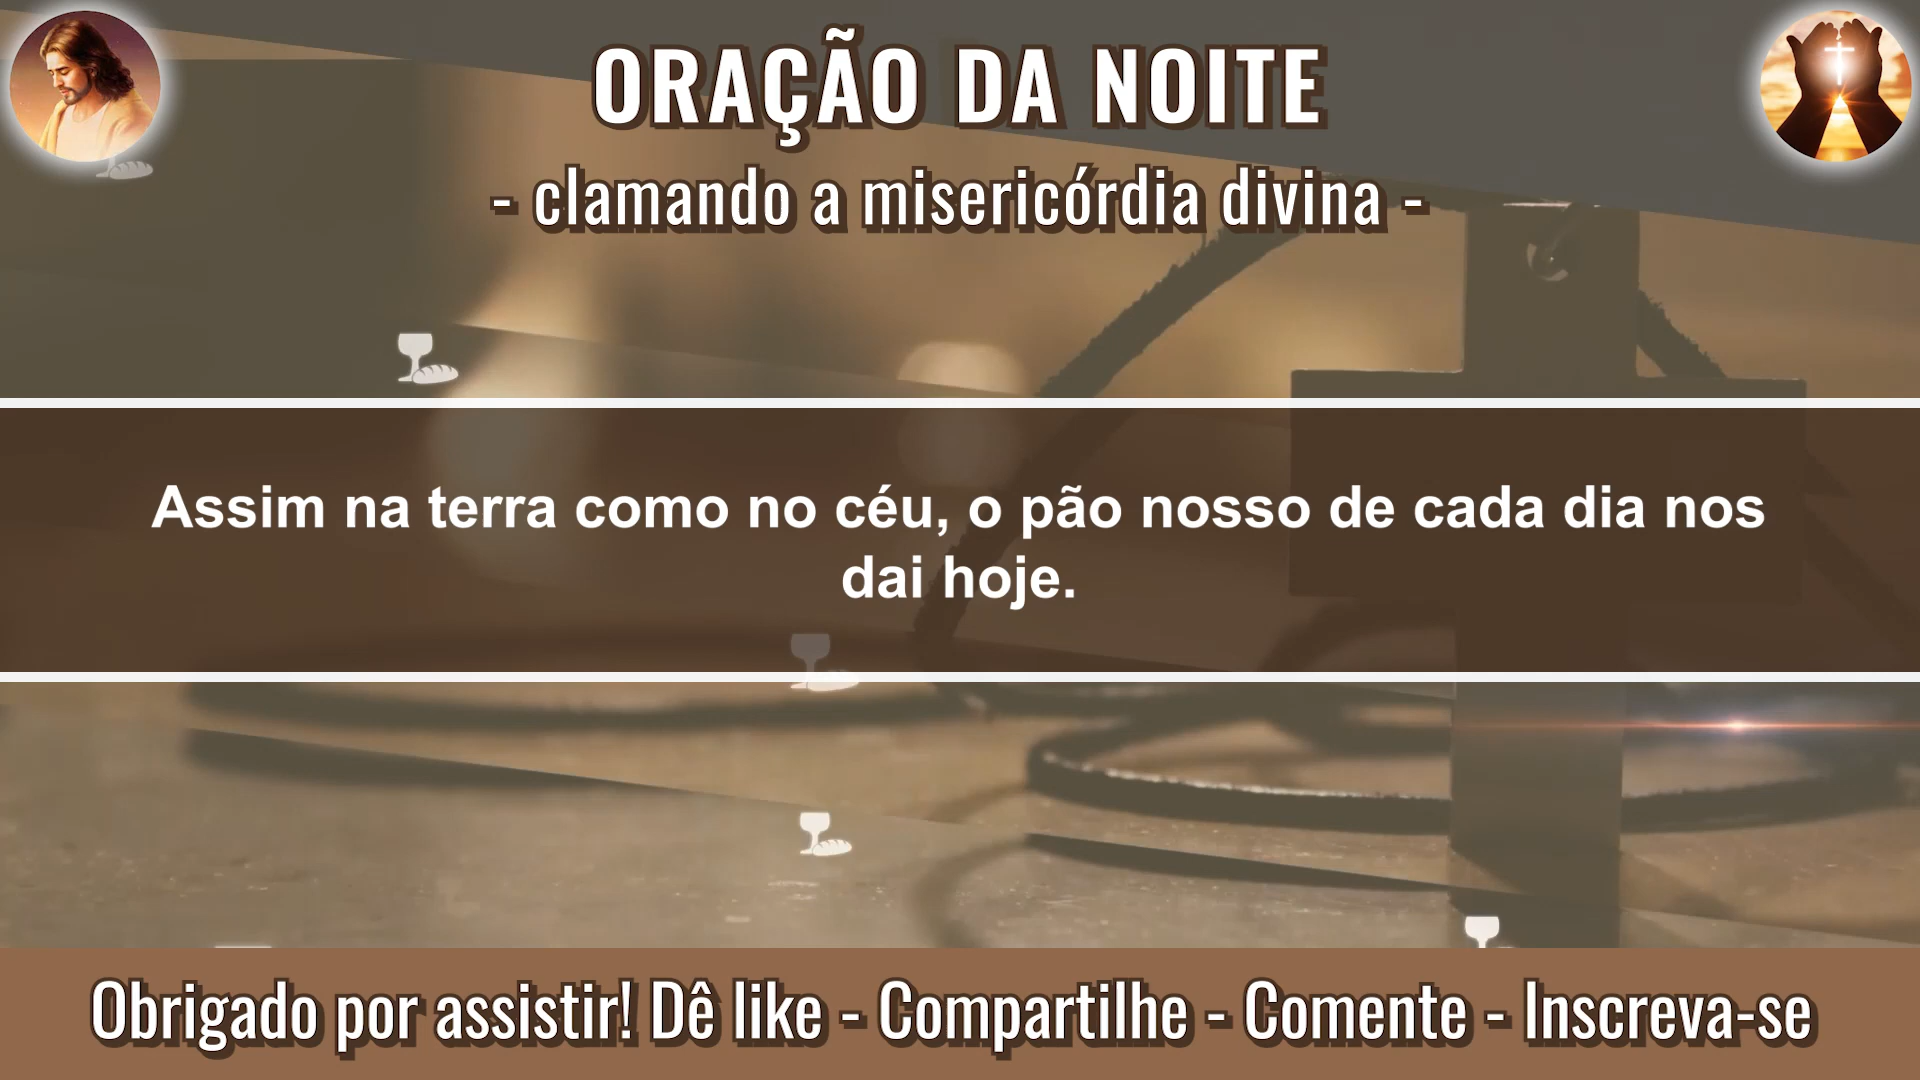 ORAÇÃO DA NOITE
- clamando a misericórdia divina -
Assim na terra como no céu, o pão nosso de cada dia nos
dai hoje.
Obrigado por assistir! Dê like - Compartilhe - Comente - Inscreva-se